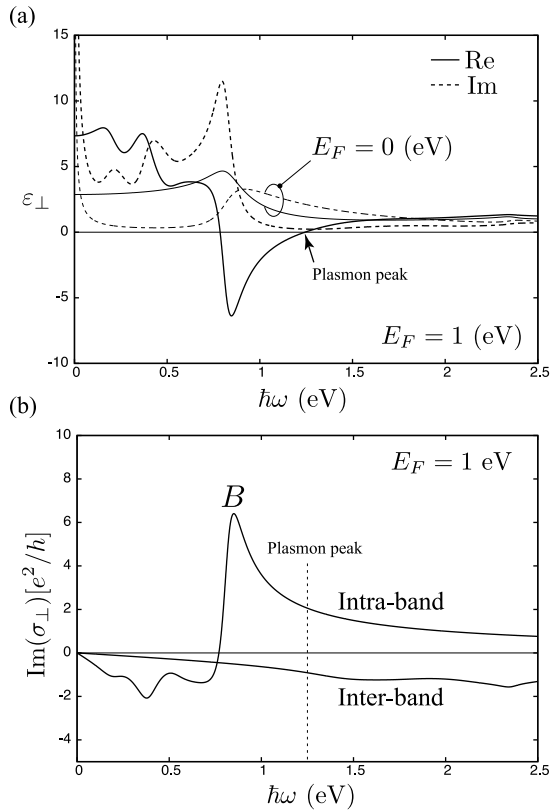 (a)
15
10
5
0
-5
-10
ε⊥
Re
Im
E_F = 0 (eV)
Plasmon peak
E_F = 1 (eV)
0 0.5 1 1.5 2 2.5
ħω (eV)
(b)
10
8
6
4
2
0
-2
-4
Im(σ⊥)[e²/h]
E_F = 1 eV
B
Plasmon peak
Intra-band
Inter-band
0 0.5 1 1.5 2 2.5
ħω (eV)